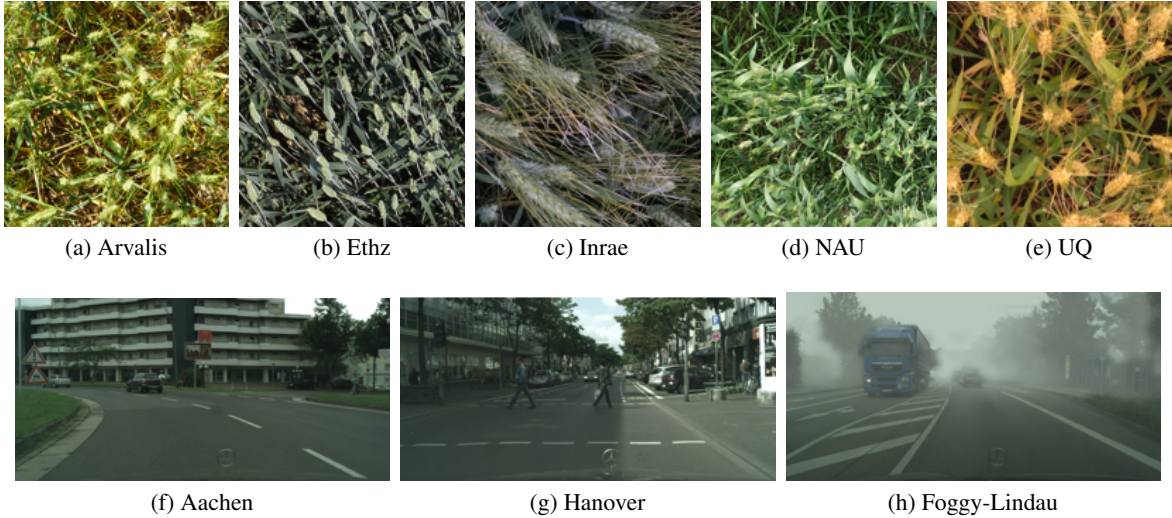 (a) Arvalis
(b) Ethz
(c) Inrae
(d) NAU
(e) UQ
(f) Aachen
(g) Hanover
(h) Foggy-Lindau